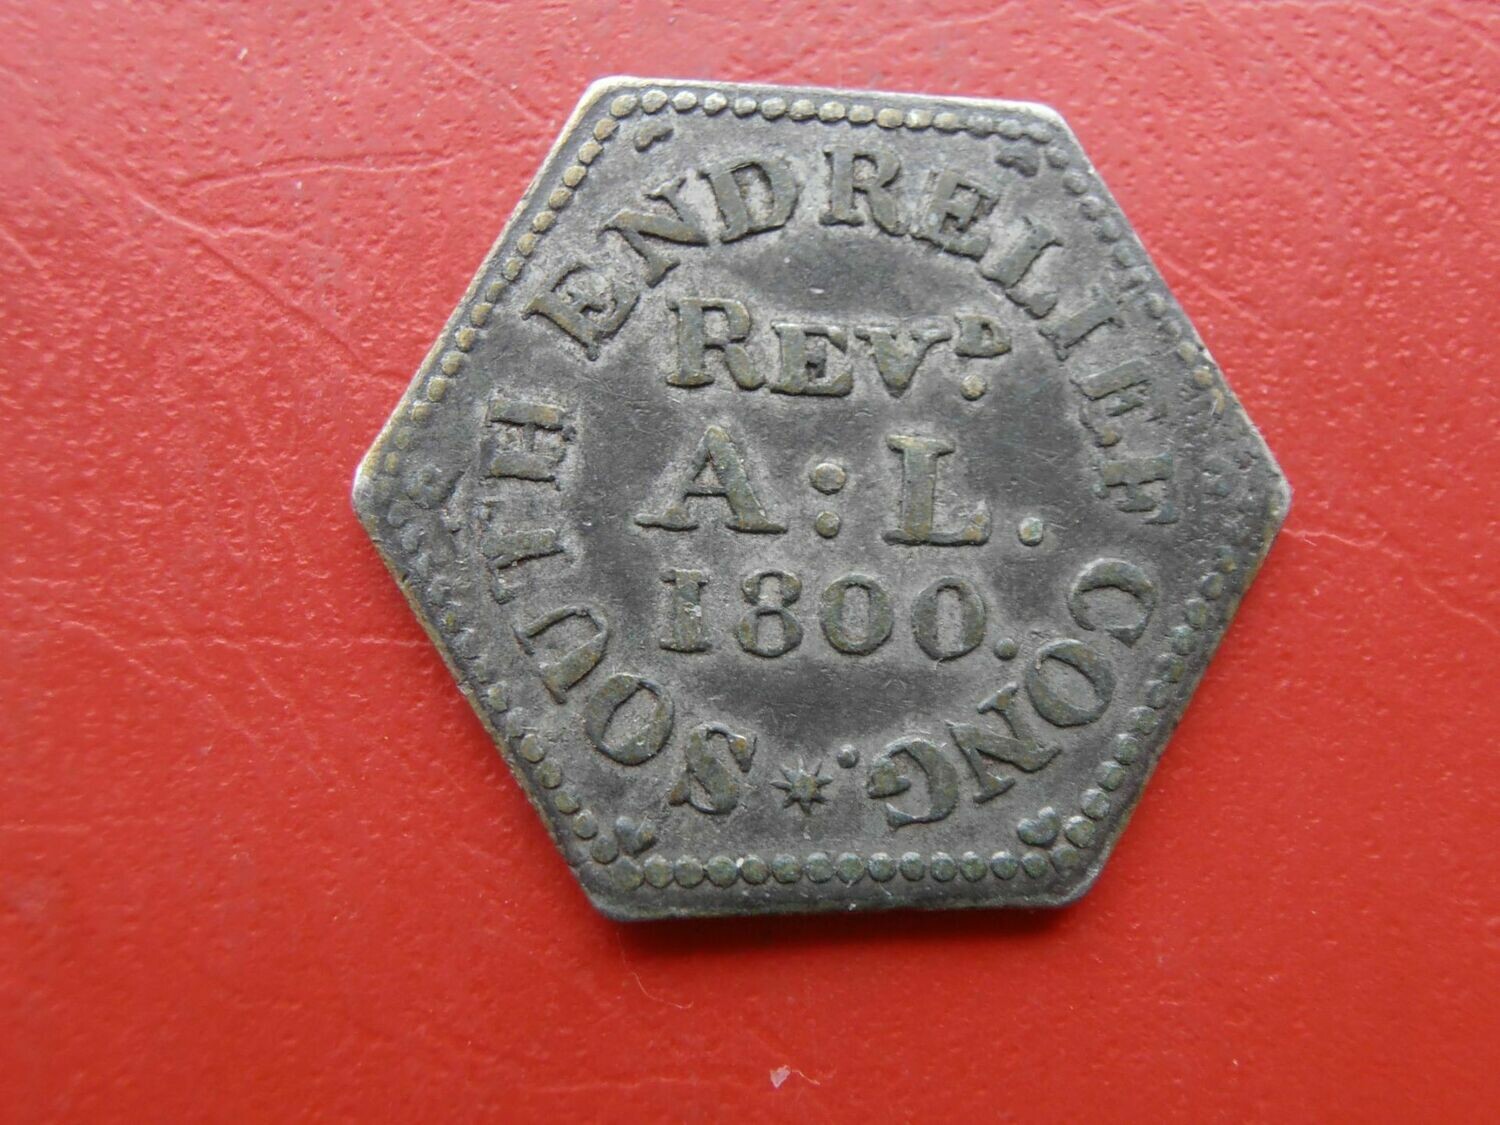 SOUTH ENDRELIEF CONG:
REVD.
A:L.
1800.